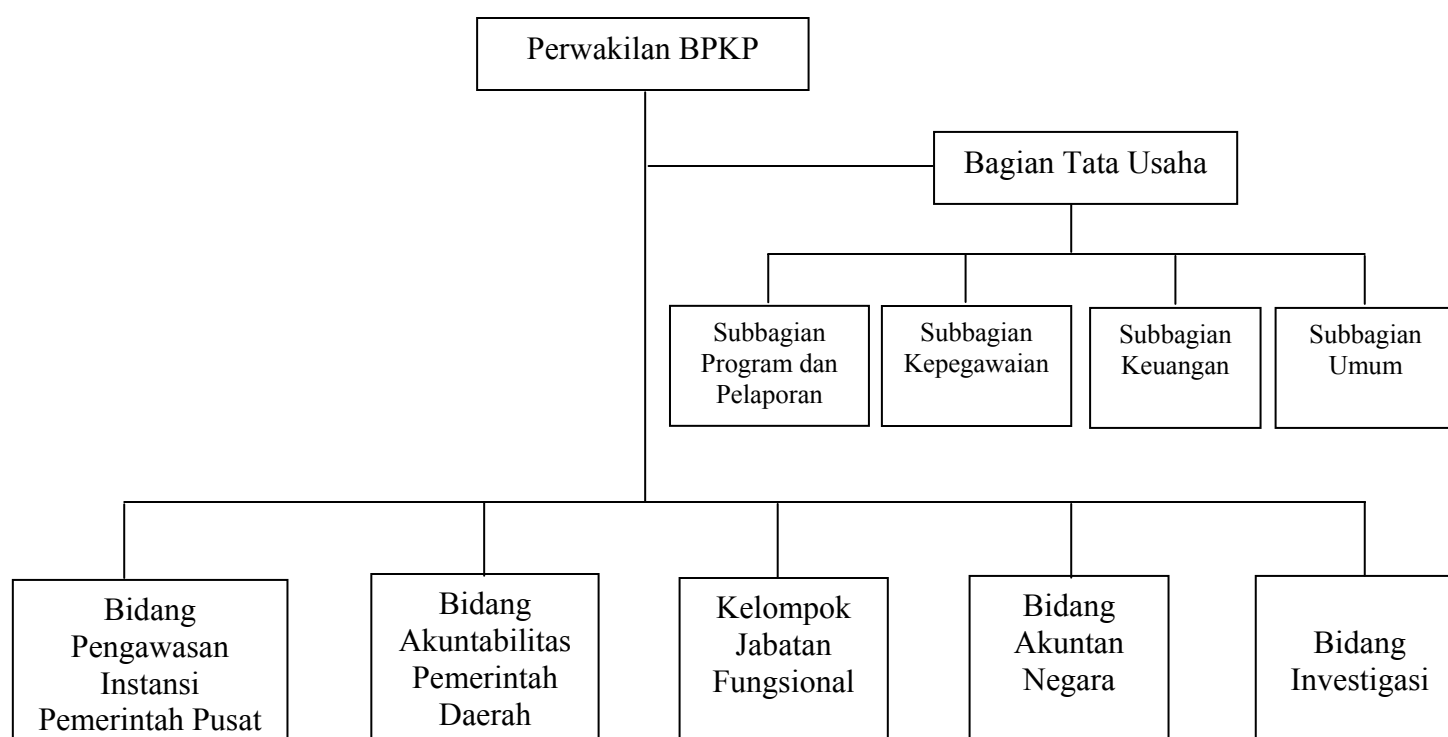 Perwakilan BPKP
Bagian Tata Usaha
Subbagian
Program dan
Pelaporan
Subbagian
Kepegawaian
Subbagian
Keuangan
Subbagian
Umum
Bidang
Pengawasan
Instansi
Pemerintah Pusat
Bidang
Akuntabilitas
Pemerintah
Daerah
Kelompok
Jabatan
Fungsional
Bidang
Akuntan
Negara
Bidang
Investigasi